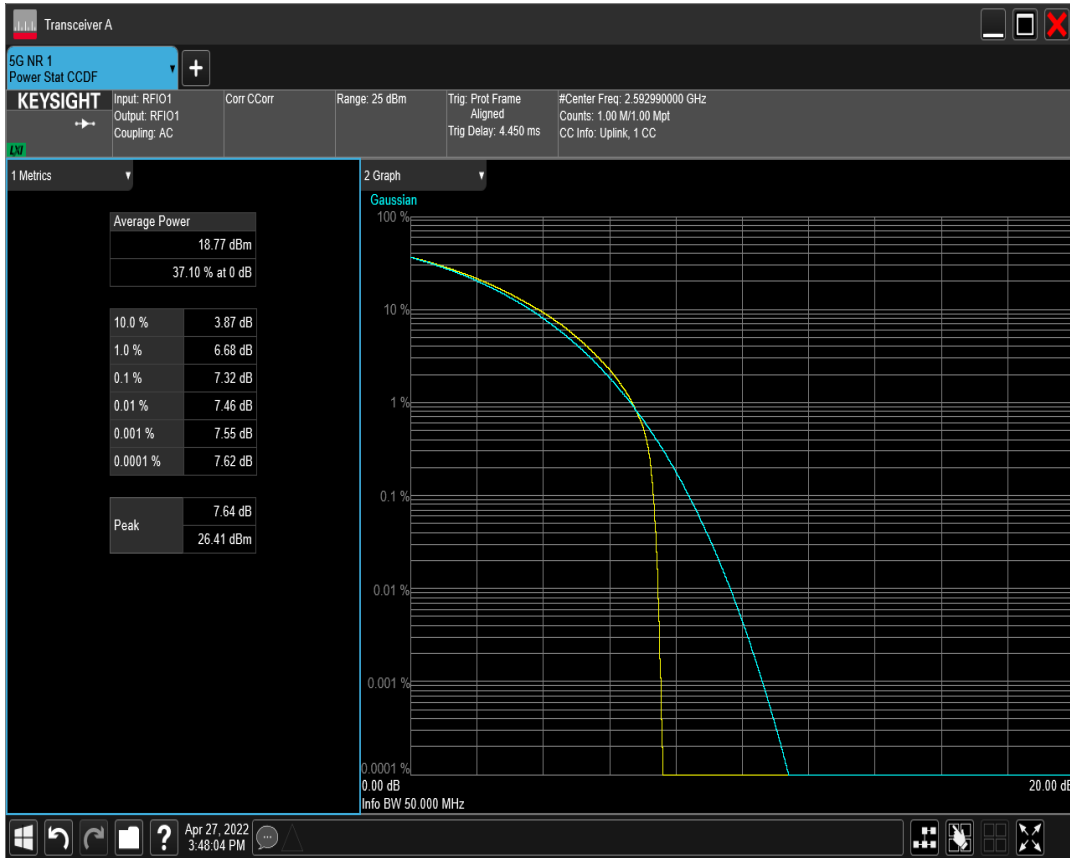 Transceiver A
5G NR 1
Power Stat CCDF
KEYSIGHT
LXI
Input: RFIO1
Output: RFIO1
Coupling: AC
Corr CCorr
Range: 25 dBm
Trig: Prot Frame
Aligned
Trig Delay: 4.450 ms
#Center Freq: 2.592990000 GHz
Counts: 1.00 M/1.00 Mpt
CC Info: Uplink, 1 CC
1 Metrics
Average Power
18.77 dBm
37.10 % at 0 dB
10.0 % 3.87 dB
1.0 % 6.68 dB
0.1 % 7.32 dB
0.01 % 7.46 dB
0.001 % 7.55 dB
0.0001 % 7.62 dB
Peak
7.64 dB
26.41 dBm
2 Graph
Gaussian
100 %
10 %
1 %
0.1 %
0.01 %
0.001 %
0.0001 %
0.00 dB
20.00 dB
Info BW 50.000 MHz
Apr 27, 2022
3:48:04 PM